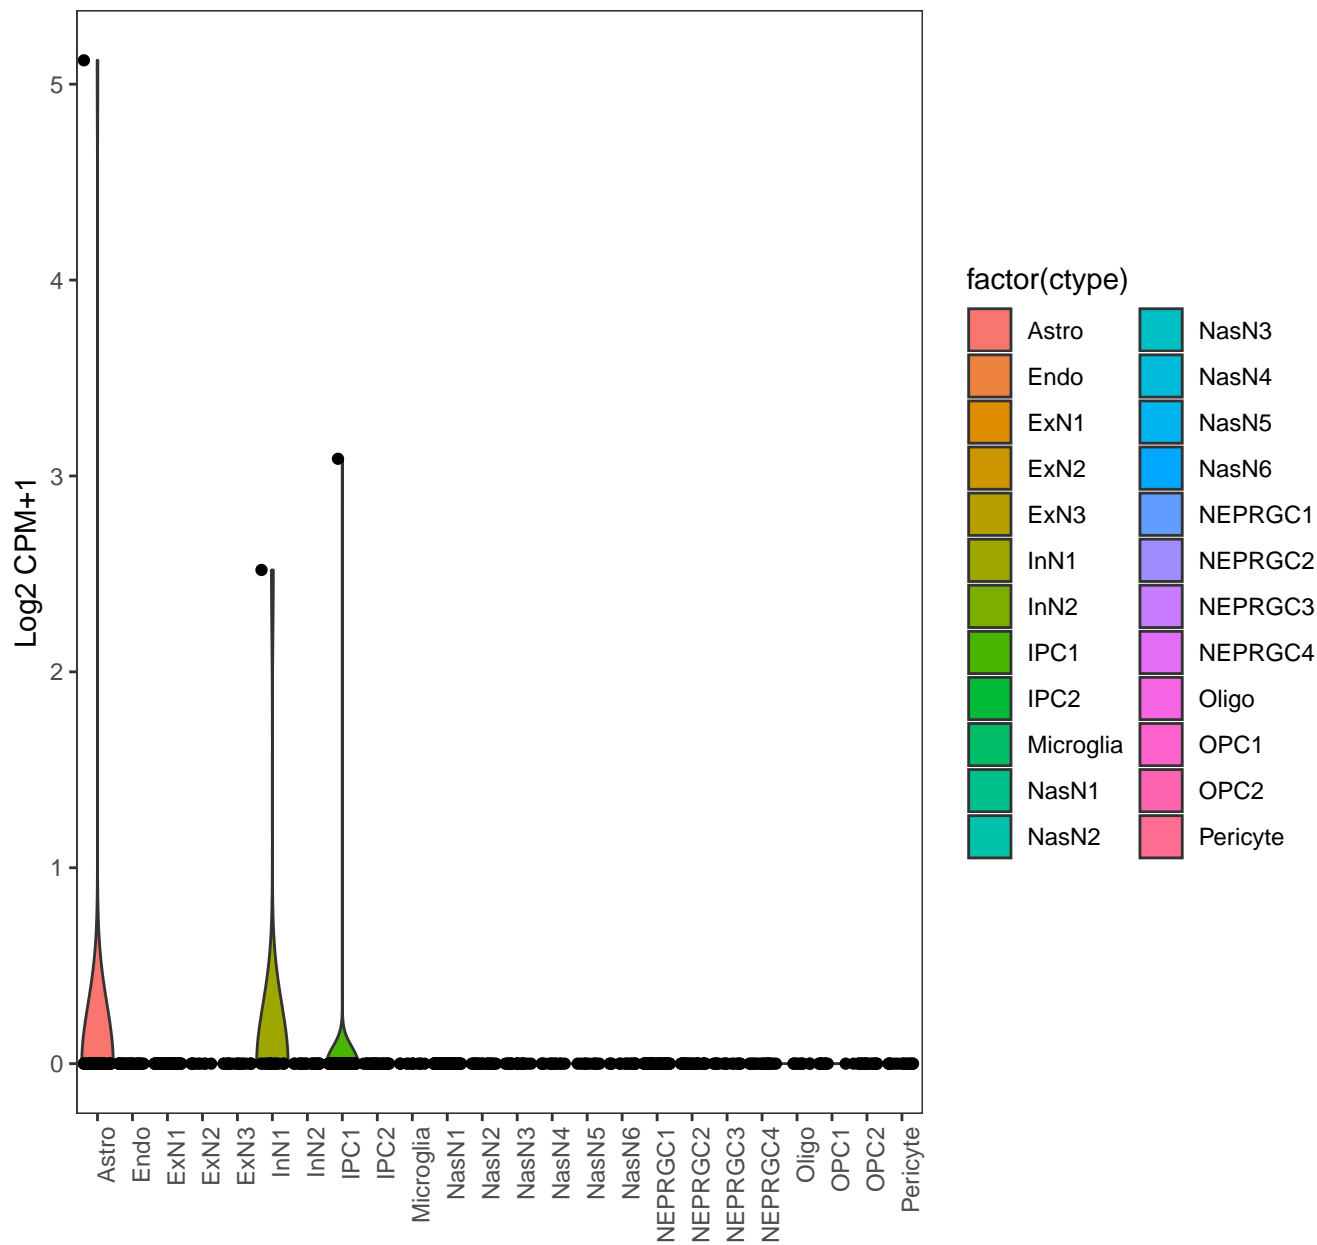 5
4
3
2
1
0
Log2 CPM+1
Astro
Endo
ExN1
ExN2
ExN3
InN1
InN2
IPC1
IPC2
Microglia
NasN1
NasN2
NasN3
NasN4
NasN5
NasN6
NEPRGC1
NEPRGC2
NEPRGC3
NEPRGC4
Oligo
OPC1
OPC2
Pericyte
factor(ctype)
Astro
Endo
ExN1
ExN2
ExN3
InN1
InN2
IPC1
IPC2
Microglia
NasN1
NasN2
NasN3
NasN4
NasN5
NasN6
NEPRGC1
NEPRGC2
NEPRGC3
NEPRGC4
Oligo
OPC1
OPC2
Pericyte